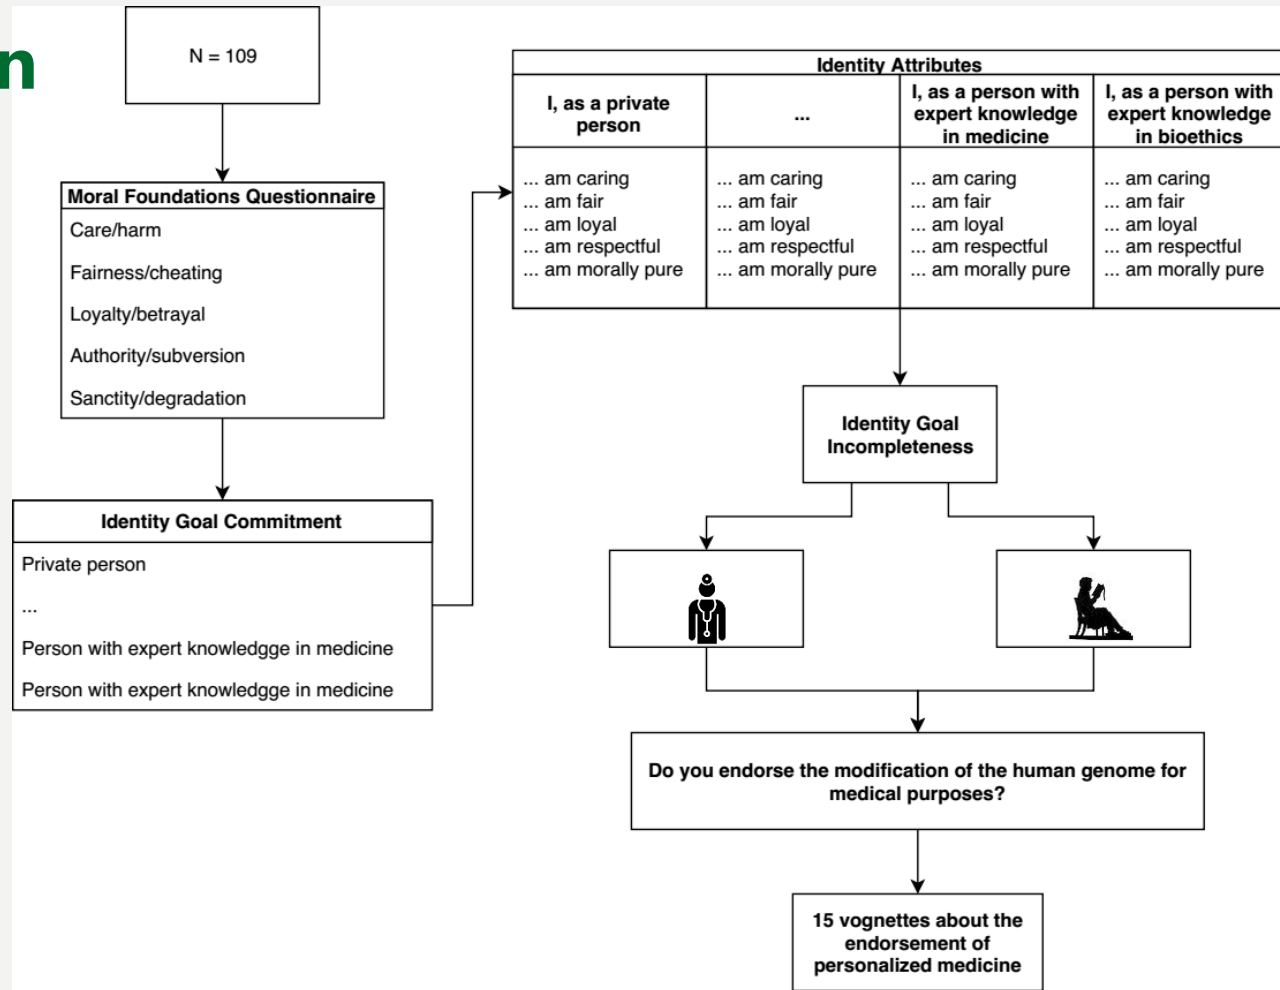 n
N = 109
Moral Foundations Questionnaire
Care/harm
Fairness/cheating
Loyalty/betrayal
Authority/subversion
Sanctity/degradation
Identity Goal Commitment
Private person
...
Person with expert knowledgge in medicine
Person with expert knowledgge in medicine
Identity Attributes
I, as a private
person
... am caring
... am fair
... am loyal
... am respectful
... am morally pure
...
... am caring
... am fair
... am loyal
... am respectful
... am morally pure
I, as a person with
expert knowledge
in medicine
... am caring
... am fair
... am loyal
... am respectful
... am morally pure
I, as a person with
expert knowledge
in bioethics
... am caring
... am fair
... am loyal
... am respectful
... am morally pure
Identity Goal
Incompleteness
Do you endorse the modification of the human genome for
medical purposes?
15 vognettes about the
endorsement of
personalized medicine